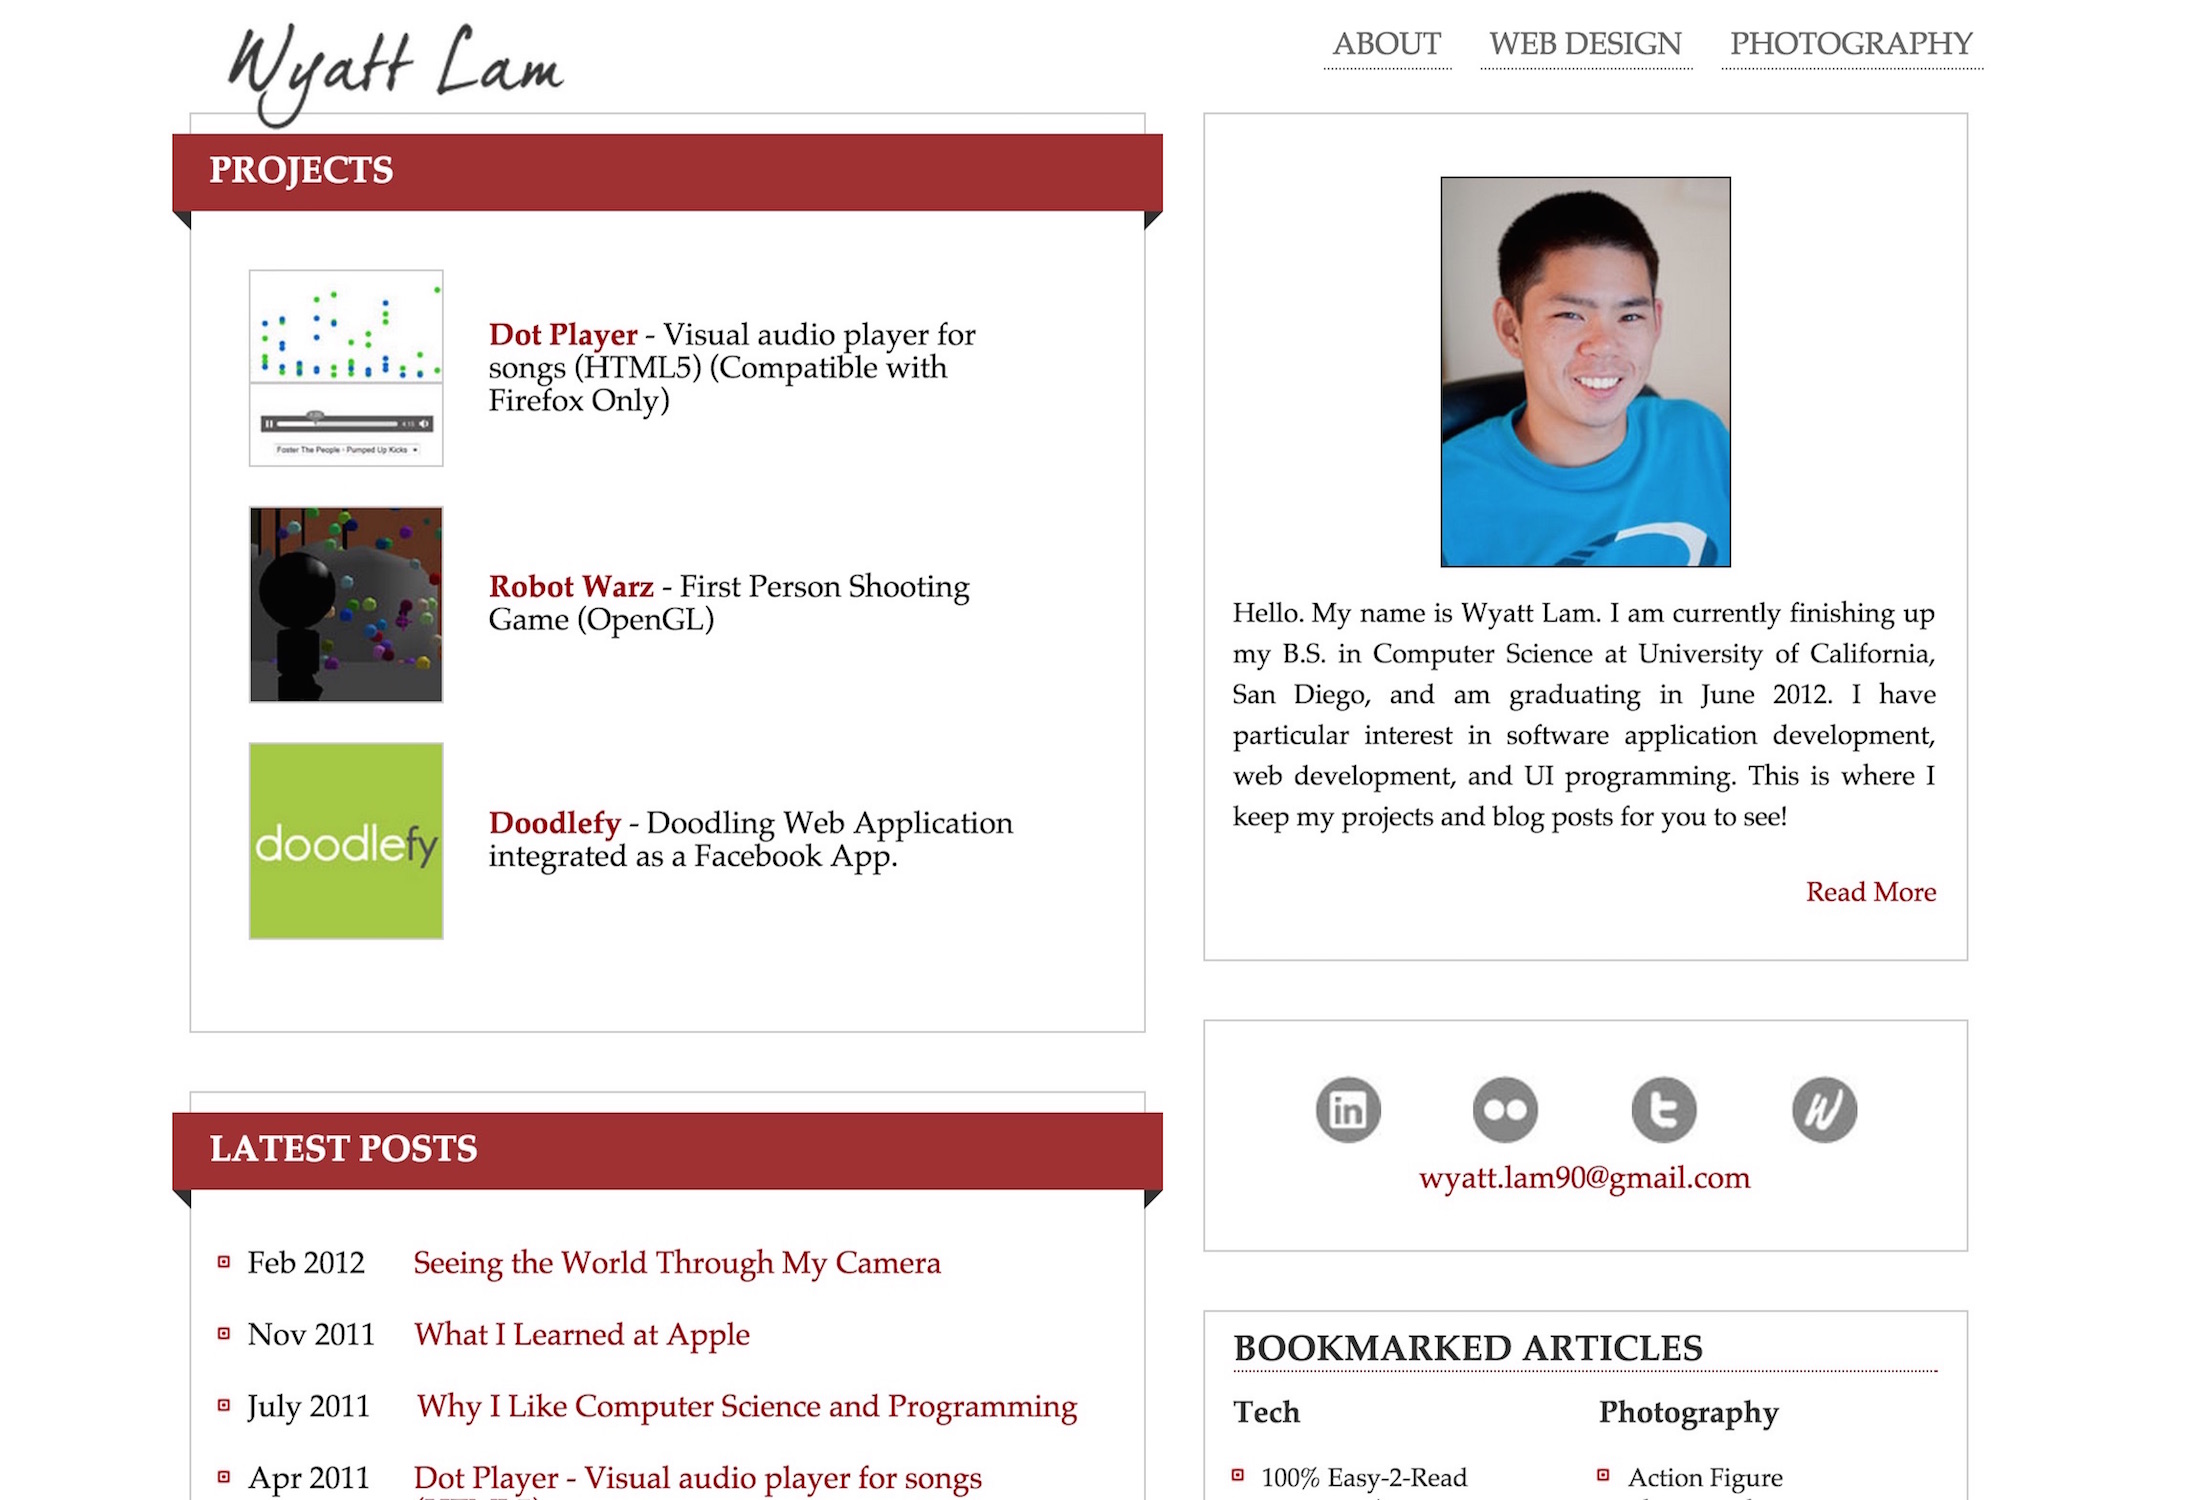 Wyatt Lam
ABOUT WEB DESIGN PHOTOGRAPHY
PROJECTS
4:15
Foster The People - Pumped Up Kicks
Dot Player - Visual audio player for
songs (HTML5) (Compatible with
Firefox Only)
Robot Warz - First Person Shooting
Game (OpenGL)
doodlefy
Doodlefy - Doodling Web Application
integrated as a Facebook App.
LATEST POSTS
Feb 2012 Seeing the World Through My Camera
Nov 2011 What I Learned at Apple
July 2011 Why I Like Computer Science and Programming
Apr 2011 Dot Player - Visual audio player for songs
Hello. My name is Wyatt Lam. I am currently finishing up
my B.S. in Computer Science at University of California,
San Diego, and am graduating in June 2012. I have
particular interest in software application development,
web development, and UI programming. This is where I
keep my projects and blog posts for you to see!
Read More
in t W
wyatt.lam90@gmail.com
BOOKMARKED ARTICLES
Tech
100% Easy-2-Read
Photography
Action Figure